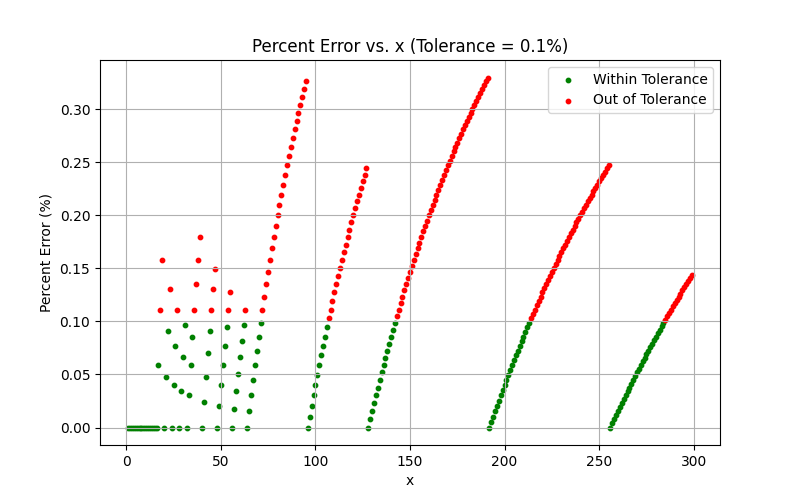 Percent Error vs. x (Tolerance = 0.1%)
Within Tolerance
Out of Tolerance
Percent Error (%)
0.30
0.25
0.20
0.15
0.10
0.05
0.00
0 50 100 150 200 250 300
x